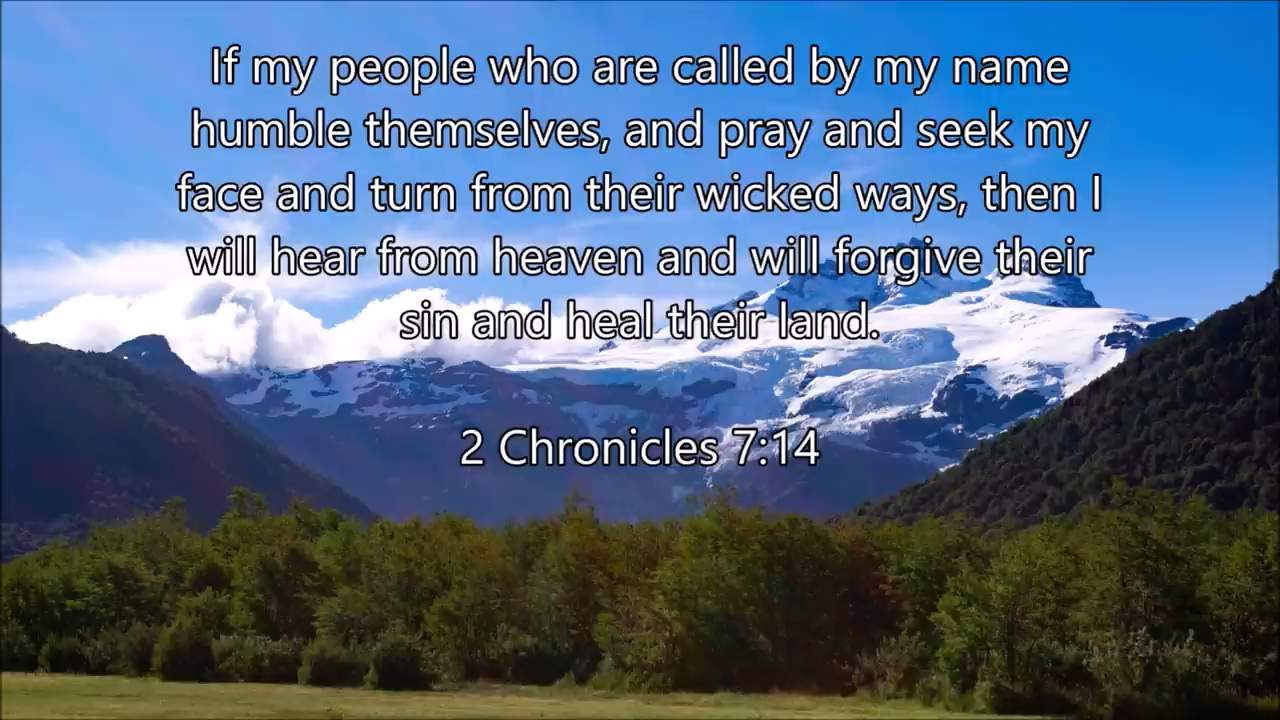 If my people who are called by my name
humble themselves, and pray and seek my
face and turn from their wicked ways, then I
will hear from heaven and will forgive their
sin and heal their land.
2 Chronicles 7:14